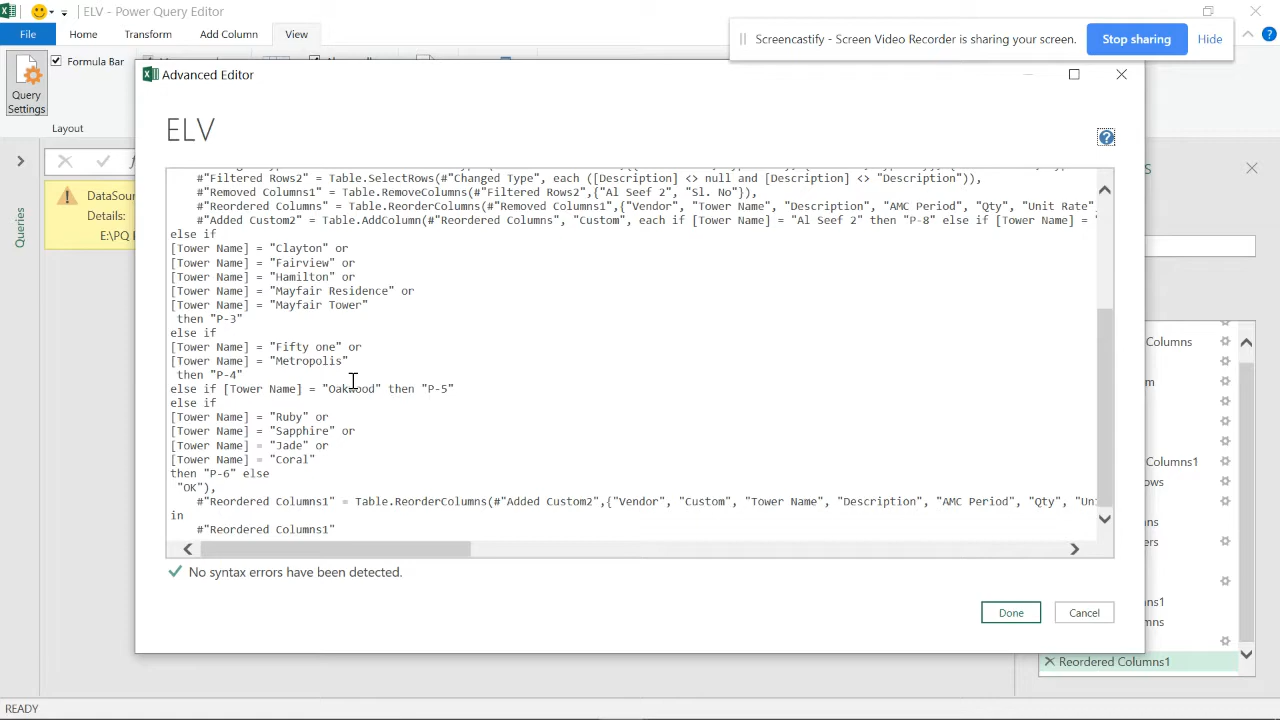 ELV - Power Query Editor
File Home Transform Add Column View
Screencastify - Screen Video Recorder is sharing your screen. Stop sharing Hide
Query
Settings
Formula Bar
Layout
Advanced Editor
ELV
Queries
DataSour
Details:
E:\PQ
#"Filtered Rows2" = Table.SelectRows(#"Changed Type", each ([Description] <> null and [Description] <> "Description")),
#"Removed Columns1" = Table.RemoveColumns(#"Filtered Rows2",{"Al Seef 2", "Sl. No"}),
#"Reordered Columns" = Table.ReorderColumns(#"Removed Columns1",{"Vendor", "Tower Name", "Description", "AMC Period", "Qty", "Unit Rate",
#"Added Custom2" = Table.AddColumn(#"Reordered Columns", "Custom", each if [Tower Name] = "Al Seef 2" then "P-8" else if [Tower Name] =
else if
[Tower Name] = "Clayton" or
[Tower Name] = "Fairview" or
[Tower Name] = "Hamilton" or
[Tower Name] = "Mayfair Residence" or
[Tower Name] = "Mayfair Tower"
then "P-3"
else if
[Tower Name] = "Fifty one" or
[Tower Name] = "Metropolis"
then "P-4"
else if [Tower Name] = "Oakwood" then "P-5"
else if
[Tower Name] = "Ruby" or
[Tower Name] = "Sapphire" or
[Tower Name] = "Jade" or
[Tower Name] = "Coral"
then "P-6" else
"OK"),
#"Reordered Columns1" = Table.ReorderColumns(#"Added Custom2",{"Vendor", "Custom", "Tower Name", "Description", "AMC Period", "Qty", "Uni
in
#"Reordered Columns1"
No syntax errors have been detected.
Done Cancel
Columns
m
Columns1
ows
ns
ers
ns1
mns
Reordered Columns1
READY